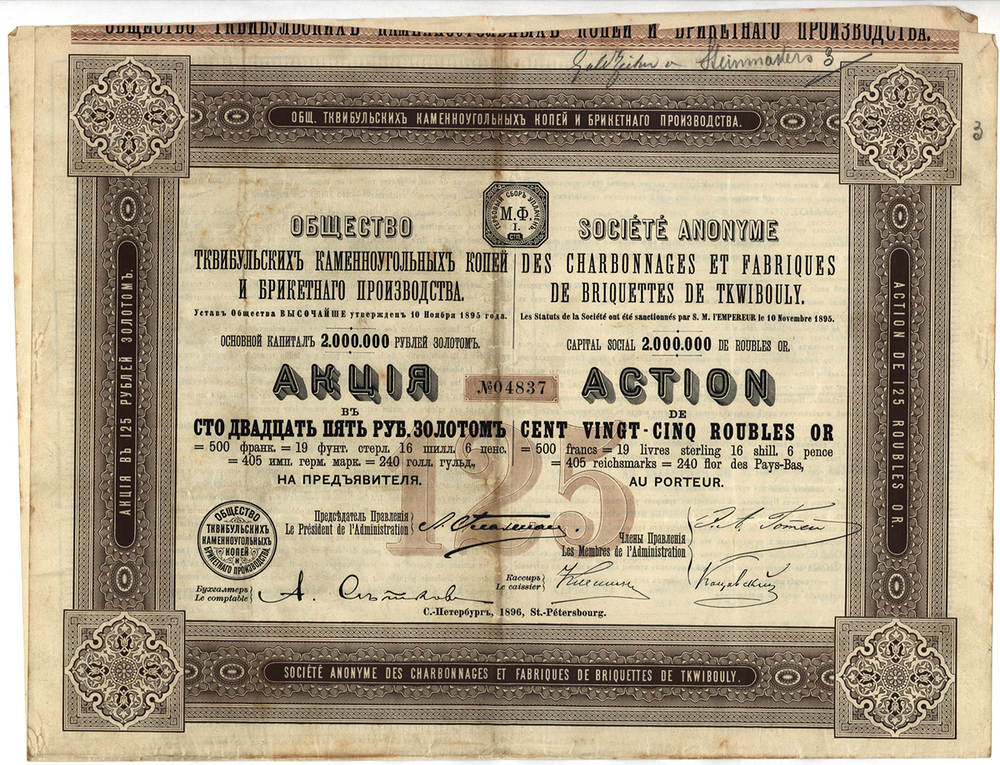 ОБЩЕСТВО ТКВИБУЛЬСКИХЪ КАМЕННОУГОЛЬНЫХЪ КОПЕЙ И БРИКЕТНАГО ПРОИЗВОДСТВА.
3
3
ОБЩ. ТКВИБУЛЬСКИХЪ КАМЕННОУГОЛЬНЫХЪ КОПЕЙ И БРИКЕТНАГО ПРОИЗВОДСТВА.
ГЕРБОВЫЙ СБОРЪ УПЛАЧЕНЪ
М.Ф.
I.
СПБ
ОБЩЕСТВО
ТКВИБУЛЬСКИХЪ КАМЕННОУГОЛЬНЫХЪ КОПЕЙ
И БРИКЕТНАГО ПРОИЗВОДСТВА.
Уставъ Общества ВЫСОЧАЙШЕ утвержденъ 10 Ноября 1895 года.
ОСНОВНОЙ КАПИТАЛЪ 2.000.000 РУБЛЕЙ ЗОЛОТОМЪ.
АКЦІЯ
ВЪ
СТО ДВАДЦАТЬ ПЯТЬ РУБ. ЗОЛОТОМЪ
= 500 франк. = 19 фунт. стерл. 16 шилл. 6 пенс.
= 405 имп. герм. марк. = 240 голл. гульд.,
НА ПРЕДЪЯВИТЕЛЯ.
SOCIÉTÉ ANONYME
DES CHARBONNAGES ET FABRIQUES
DE BRIQUETTES DE TKWIBOULY.
Les Statuts de la Société ont été sanctionnés par S. M. l'EMPEREUR le 10 Novembre 1895.
CAPITAL SOCIAL 2.000.000 DE ROUBLES OR.
ACTION
DE
CENT VINGT-CINQ ROUBLES OR
= 500 francs = 19 livres sterling 16 shill. 6 pence
= 405 reichsmarks = 240 flor des Pays-Bas,
AU PORTEUR.
№ 04837
125
АКЦІЯ ВЪ 125 РУБЛЕЙ ЗОЛОТОМЪ.
ACTION DE 125 ROUBLES OR.
ОБЩЕСТВО
ТКВИБУЛЬСКИХЪ
КАМЕННОУГОЛЬНЫХЪ
КОПЕЙ
И
БРИКЕТНАГО ПРОИЗВОДСТВА.
Предсѣдатель Правленія
Le Président de l'Administration
Члены Правленія
Les Membres de l'Administration
Бухгалтеръ
Le comptable
Кассиръ
Le caissier
С.-Петербургъ, 1896, St.-Pétersbourg.
SOCIÉTÉ ANONYME DES CHARBONNAGES ET FABRIQUES DE BRIQUETTES DE TKWIBOULY.